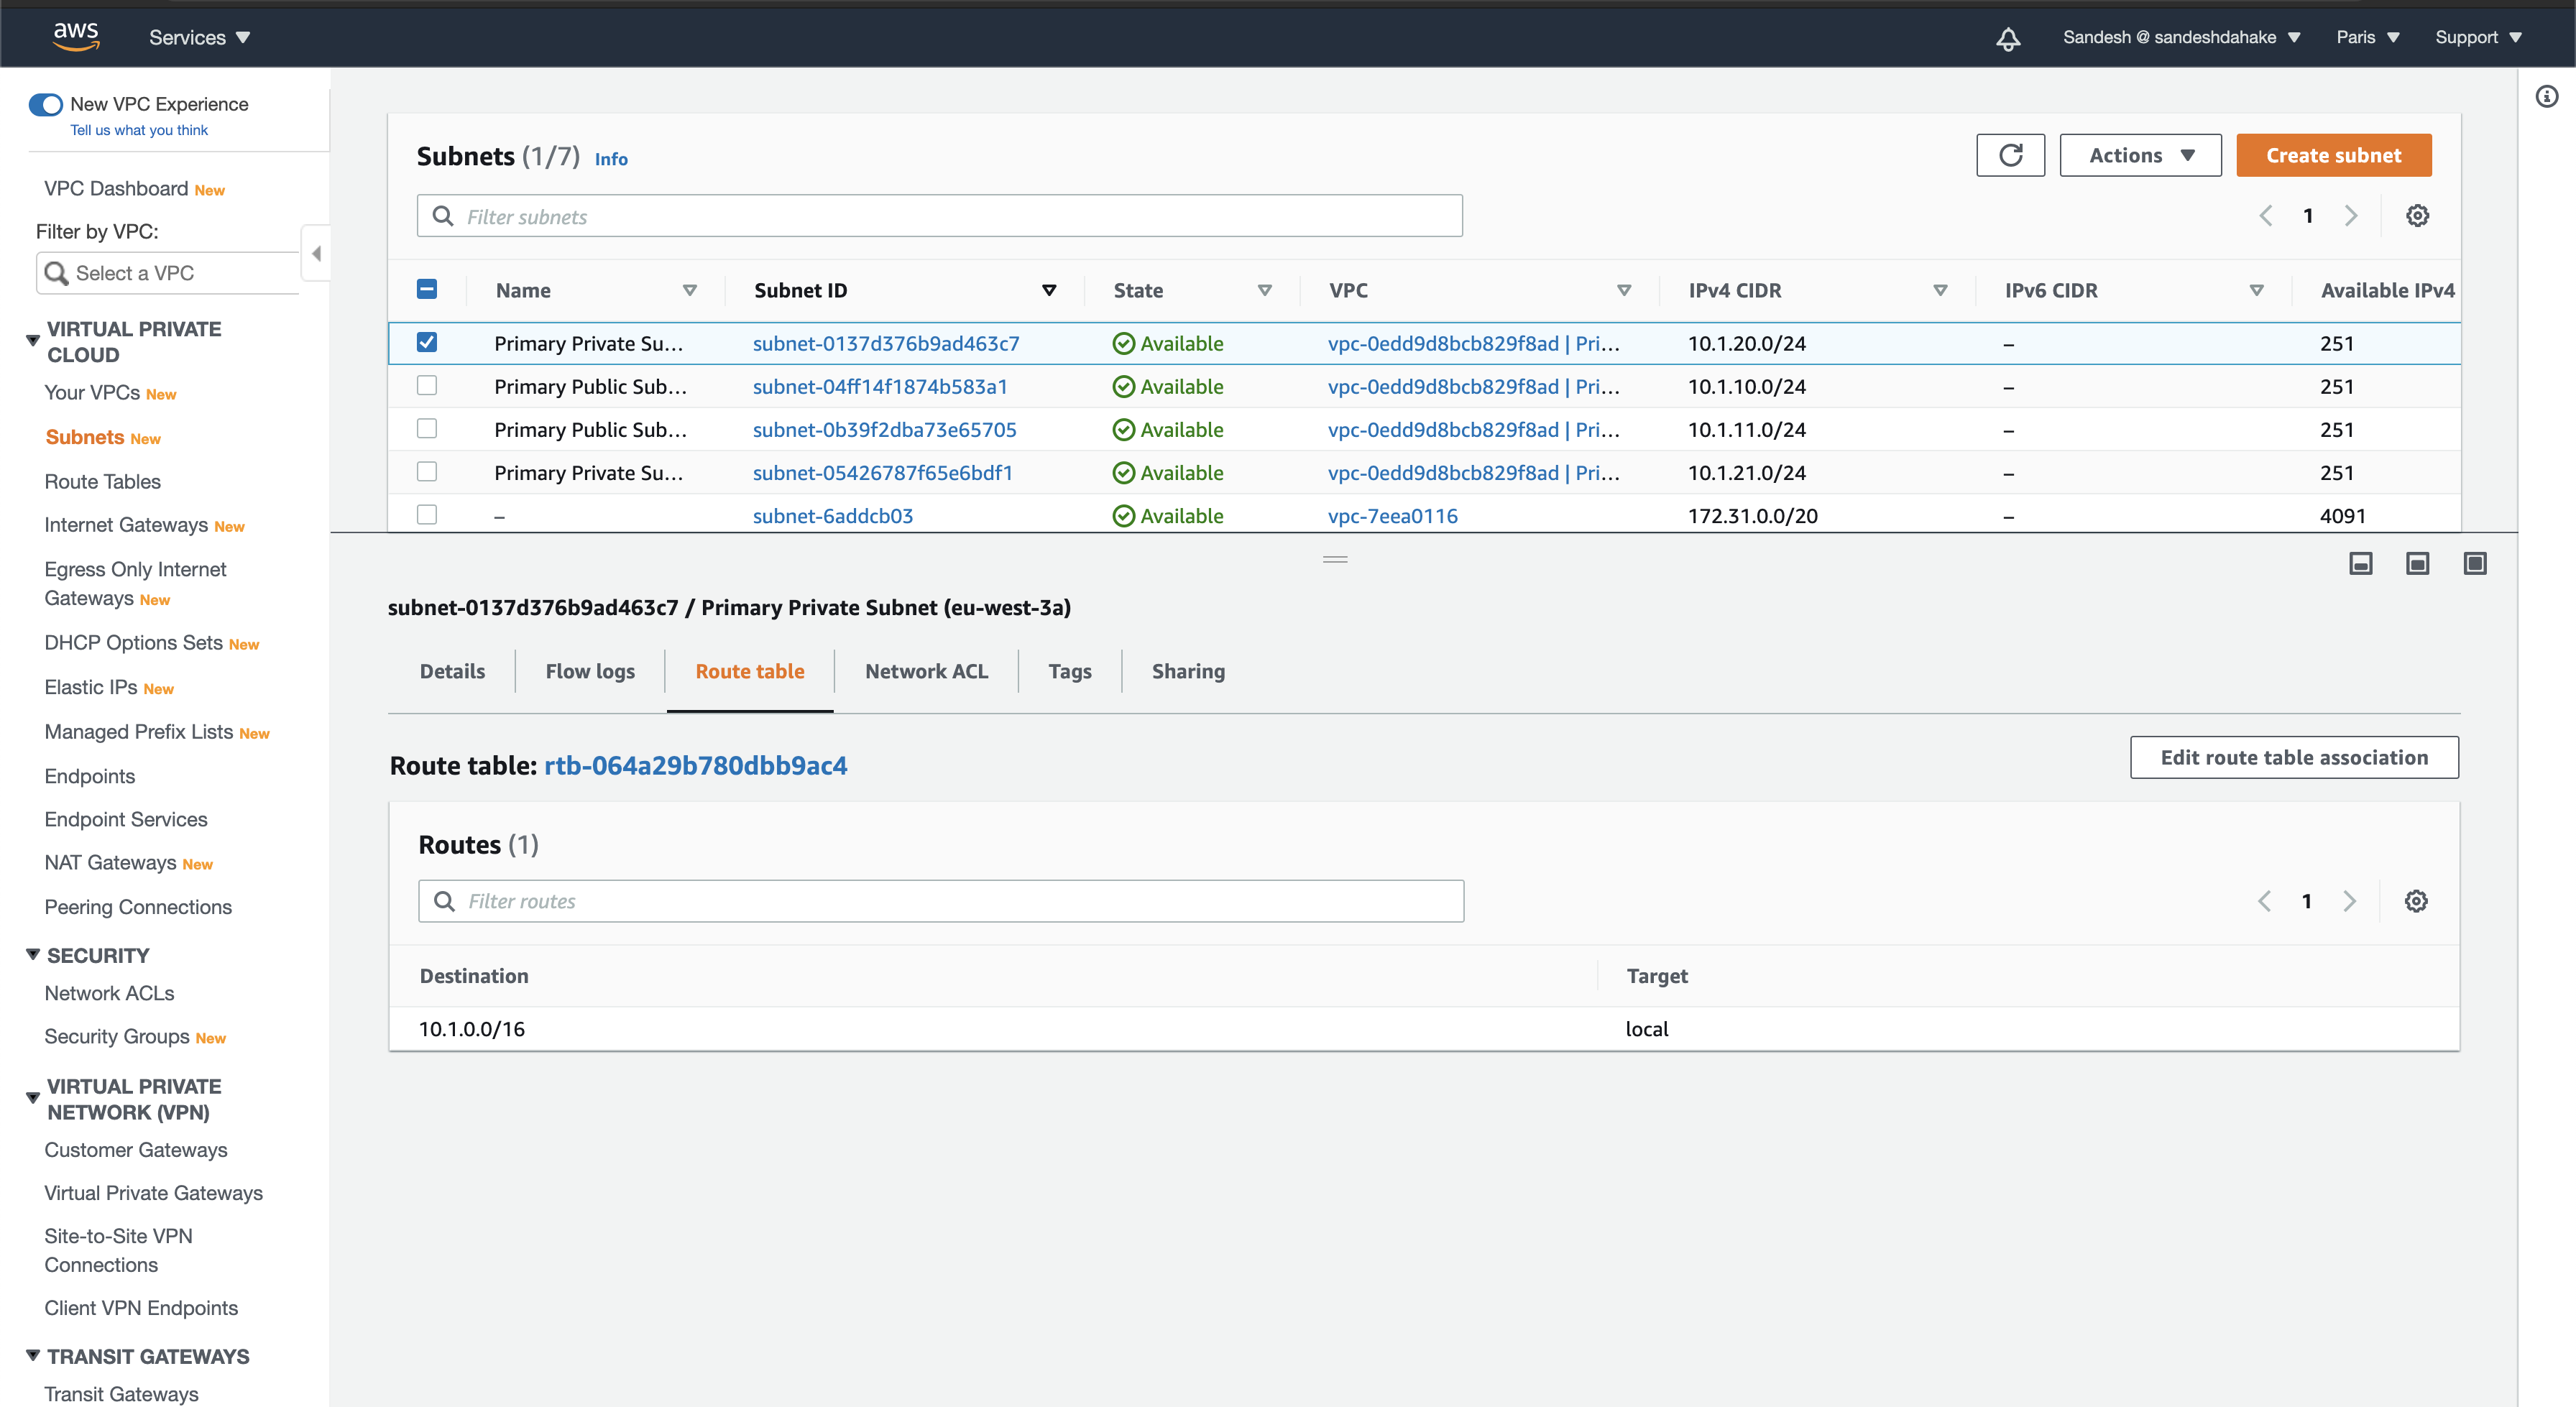 aws
Services
Sandesh @ sandeshdahake
Paris
Support
New VPC Experience
Tell us what you think
VPC Dashboard New
Filter by VPC:
Select a VPC
VIRTUAL PRIVATE
CLOUD
Your VPCs New
Subnets New
Route Tables
Internet Gateways New
Egress Only Internet
Gateways New
DHCP Options Sets New
Elastic IPs New
Managed Prefix Lists New
Endpoints
Endpoint Services
NAT Gateways New
Peering Connections
SECURITY
Network ACLs
Security Groups New
VIRTUAL PRIVATE
NETWORK (VPN)
Customer Gateways
Virtual Private Gateways
Site-to-Site VPN
Connections
Client VPN Endpoints
TRANSIT GATEWAYS
Transit Gateways
Subnets (1/7) Info
Actions
Create subnet
Filter subnets
1
Name Subnet ID State VPC IPv4 CIDR IPv6 CIDR Available IPv4
Primary Private Su... subnet-0137d376b9ad463c7 Available vpc-0edd9d8bcb829f8ad | Pri... 10.1.20.0/24 – 251
Primary Public Sub... subnet-04ff14f1874b583a1 Available vpc-0edd9d8bcb829f8ad | Pri... 10.1.10.0/24 – 251
Primary Public Sub... subnet-0b39f2dba73e65705 Available vpc-0edd9d8bcb829f8ad | Pri... 10.1.11.0/24 – 251
Primary Private Su... subnet-05426787f65e6bdf1 Available vpc-0edd9d8bcb829f8ad | Pri... 10.1.21.0/24 – 251
– subnet-6addcb03 Available vpc-7eea0116 172.31.0.0/20 – 4091
subnet-0137d376b9ad463c7 / Primary Private Subnet (eu-west-3a)
Details Flow logs Route table Network ACL Tags Sharing
Route table: rtb-064a29b780dbb9ac4
Edit route table association
Routes (1)
Filter routes
1
Destination Target
10.1.0.0/16 local